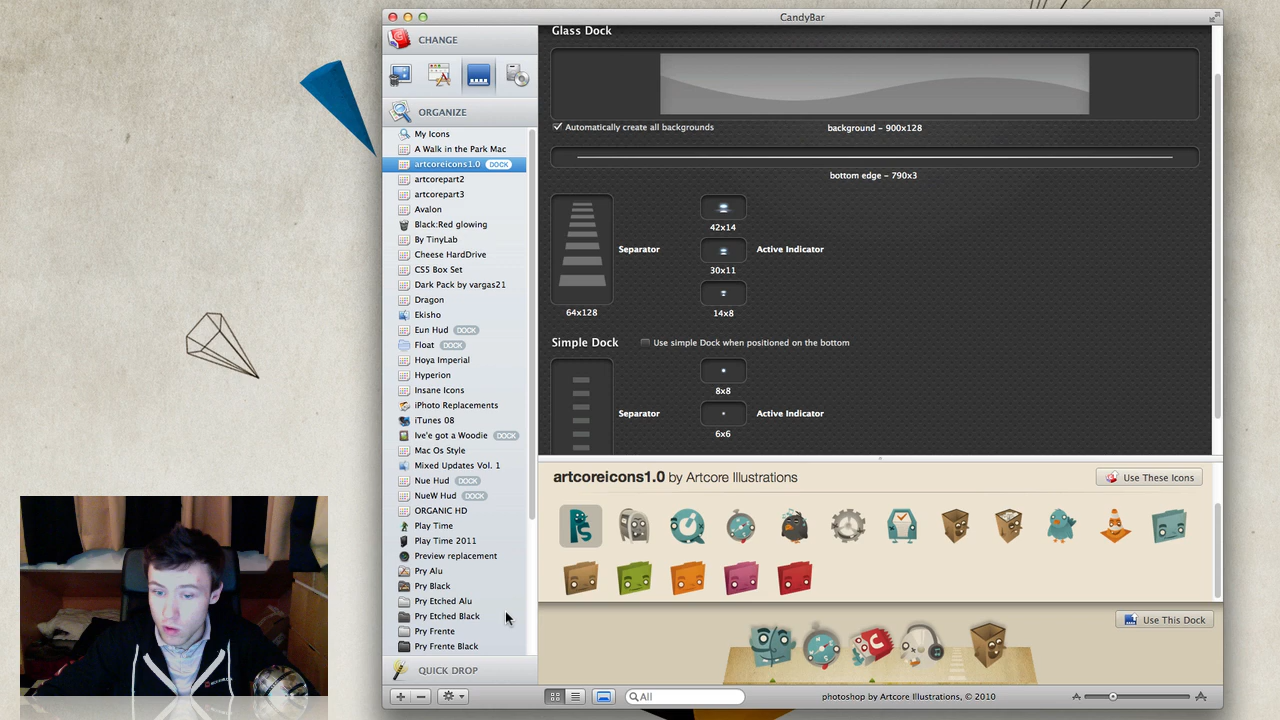 CandyBar
CHANGE
ORGANIZE
My Icons
A Walk in the Park Mac
artcoreicons1.0 DOCK
artcorepart2
artcorepart3
Avalon
Black:Red glowing
By TinyLab
Cheese HardDrive
CS5 Box Set
Dark Pack by vargas21
Dragon
Ekisho
Eun Hud DOCK
Float DOCK
Hoya Imperial
Hyperion
Insane Icons
iPhoto Replacements
iTunes 08
Ive'e got a Woodie DOCK
Mac Os Style
Mixed Updates Vol. 1
Nue Hud DOCK
NueW Hud DOCK
ORGANIC HD
Play Time
Play Time 2011
Preview replacement
Pry Alu
Pry Black
Pry Etched Alu
Pry Etched Black
Pry Frente
Pry Frente Black
QUICK DROP
Glass Dock
Automatically create all backgrounds
background - 900x128
bottom edge - 790x3
Separator
64x128
42x14
30x11
14x8
Active Indicator
Simple Dock
Use simple Dock when positioned on the bottom
Separator
8x8
6x6
Active Indicator
artcoreicons1.0 by Artcore Illustrations
Use These Icons
Use This Dock
All
photoshop by Artcore Illustrations, © 2010